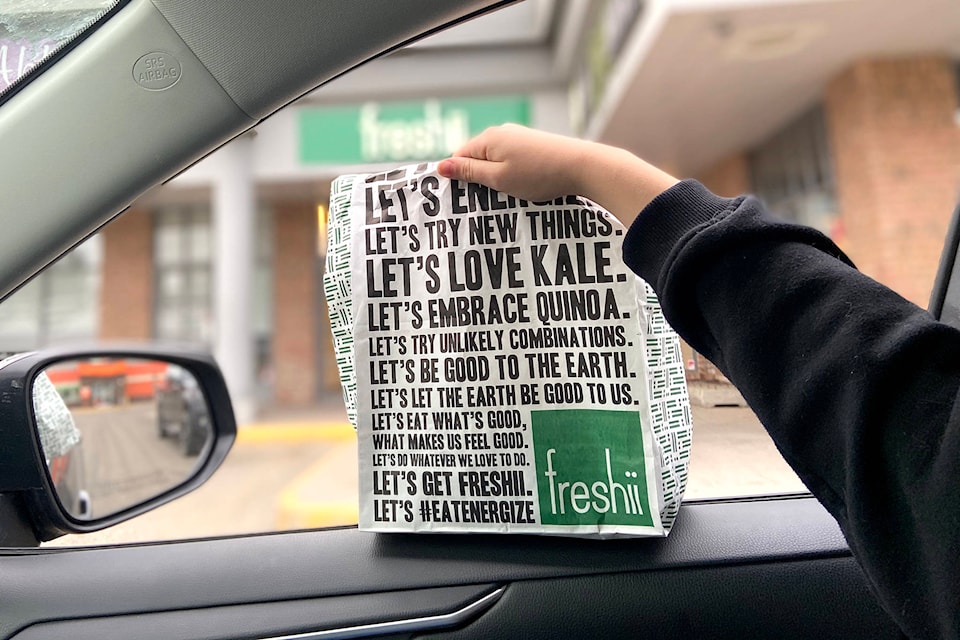 SRS
AIRBAG
freshii
LET'S
LET'S TRY NEW THINGS.
LET'S LOVE KALE.
LET'S EMBRACE QUINOA.
LET'S TRY UNLIKELY COMBINATIONS.
LET'S BE GOOD TO THE EARTH.
LET'S LET THE EARTH BE GOOD TO US.
LET'S EAT WHAT'S GOOD,
WHAT MAKES US FEEL GOOD.
LET'S DO WHATEVER WE LOVE TO DO.
LET'S GET FRESHII.
LET'S #EATENERGIZE
freshii